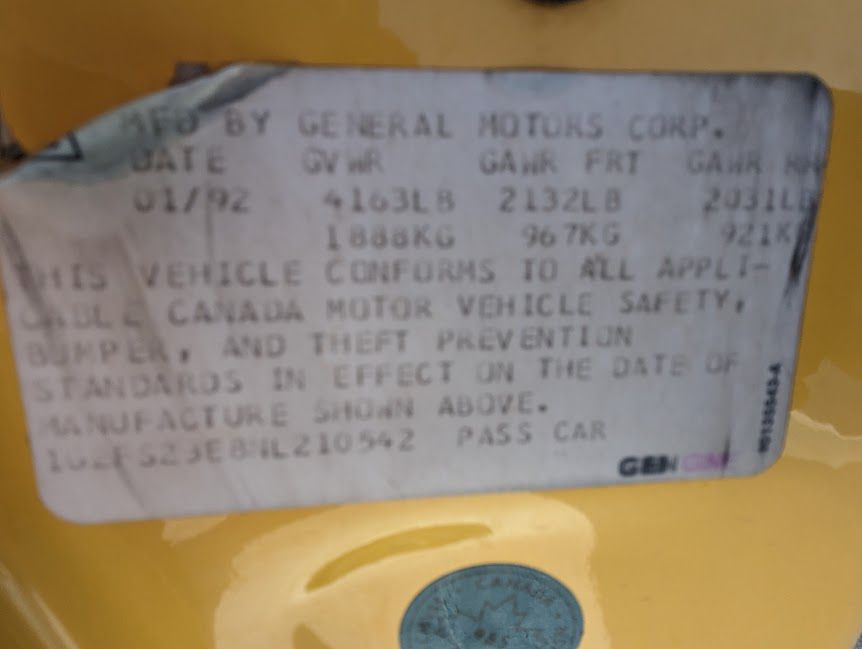 MFD BY GENERAL MOTORS CORP.
DATE GVWR GAWR FRT GAWR RR
01/92 4163LB 2132LB 2031LB
1888KG 967KG 921KG
THIS VEHICLE CONFORMS TO ALL APPLI-
CABLE CANADA MOTOR VEHICLE SAFETY,
BUMPER, AND THEFT PREVENTION
STANDARDS IN EFFECT ON THE DATE OF
MANUFACTURE SHOWN ABOVE.
PASS CAR
CANADA